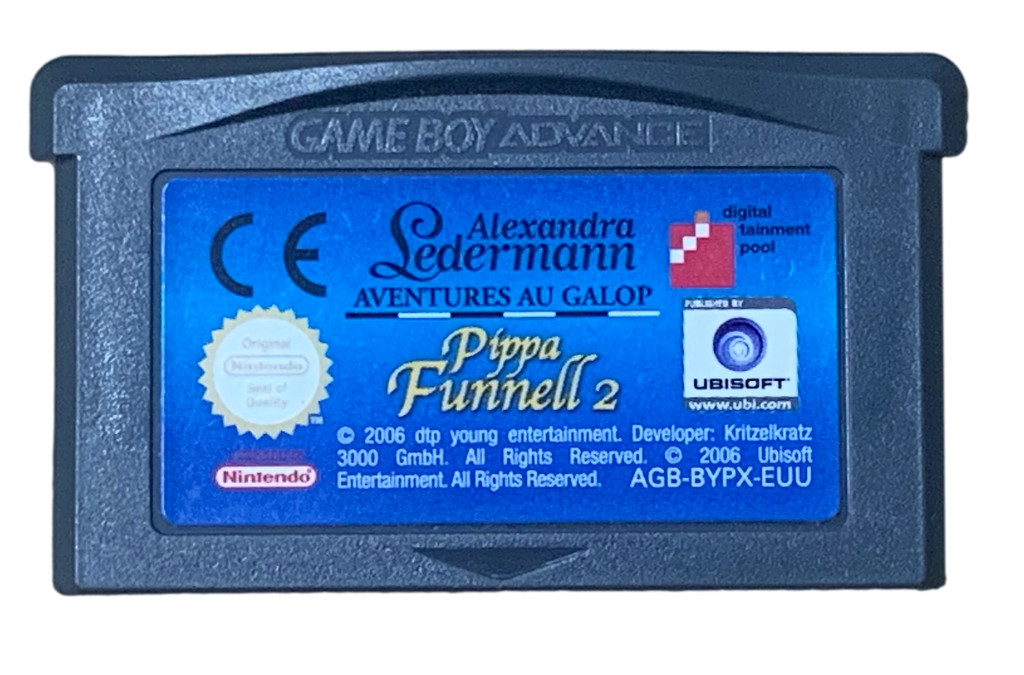 GAME BOY ADVANCE
CE
Alexandra
Ledermann
AVENTURES AU GALOP
digital
tainment
pool
Pippa
Funnell 2
PUBLISHED BY
UBISOFT
www.ubi.com
Original
Nintendo
Seal of
Quality
TM
Nintendo®
© 2006 dtp young entertainment. Developer: Kritzelkratz
3000 GmbH. All Rights Reserved. © 2006 Ubisoft
Entertainment. All Rights Reserved. AGB-BYPX-EUU